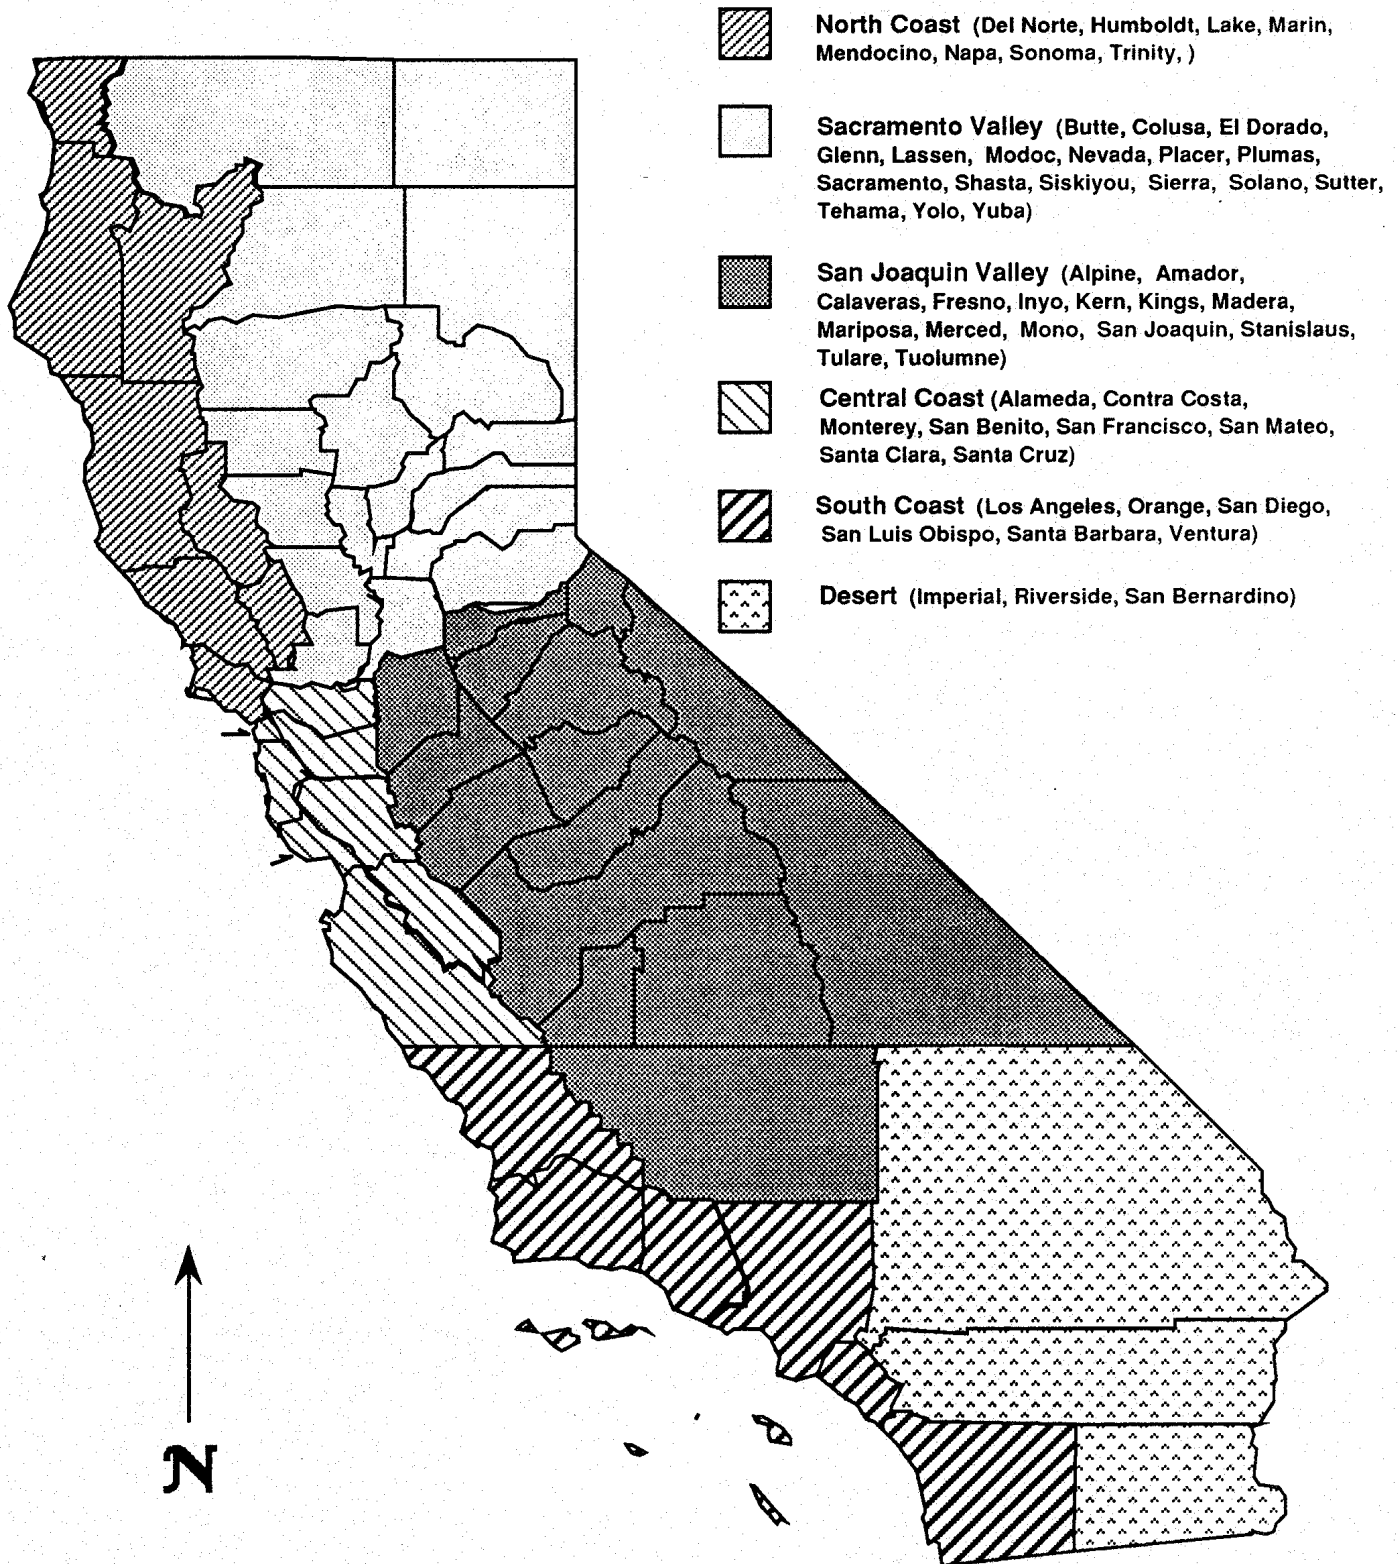 North Coast (Del Norte, Humboldt, Lake, Marin,
Mendocino, Napa, Sonoma, Trinity, )
Sacramento Valley (Butte, Colusa, El Dorado,
Glenn, Lassen, Modoc, Nevada, Placer, Plumas,
Sacramento, Shasta, Siskiyou, Sierra, Solano, Sutter,
Tehama, Yolo, Yuba)
San Joaquin Valley (Alpine, Amador,
Calaveras, Fresno, Inyo, Kern, Kings, Madera,
Mariposa, Merced, Mono, San Joaquin, Stanislaus,
Tulare, Tuolumne)
Central Coast (Alameda, Contra Costa,
Monterey, San Benito, San Francisco, San Mateo,
Santa Clara, Santa Cruz)
South Coast (Los Angeles, Orange, San Diego,
San Luis Obispo, Santa Barbara, Ventura)
Desert (Imperial, Riverside, San Bernardino)
N